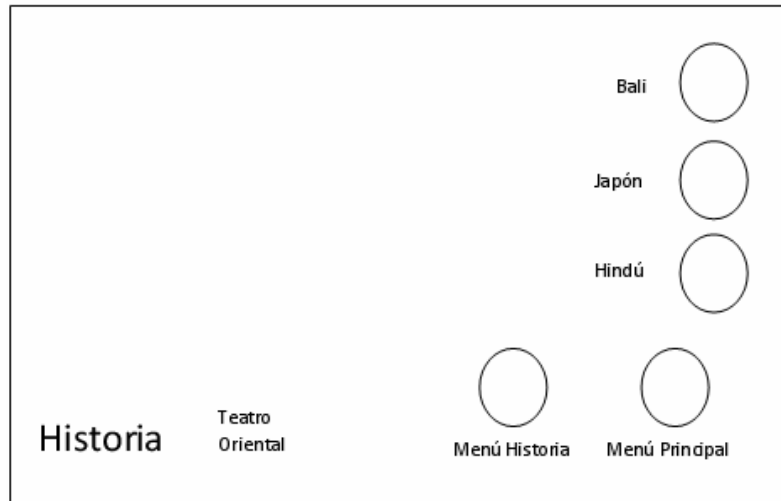 Bali
Japón
Hindú
Historia
Teatro
Oriental
Menú Historia
Menú Principal